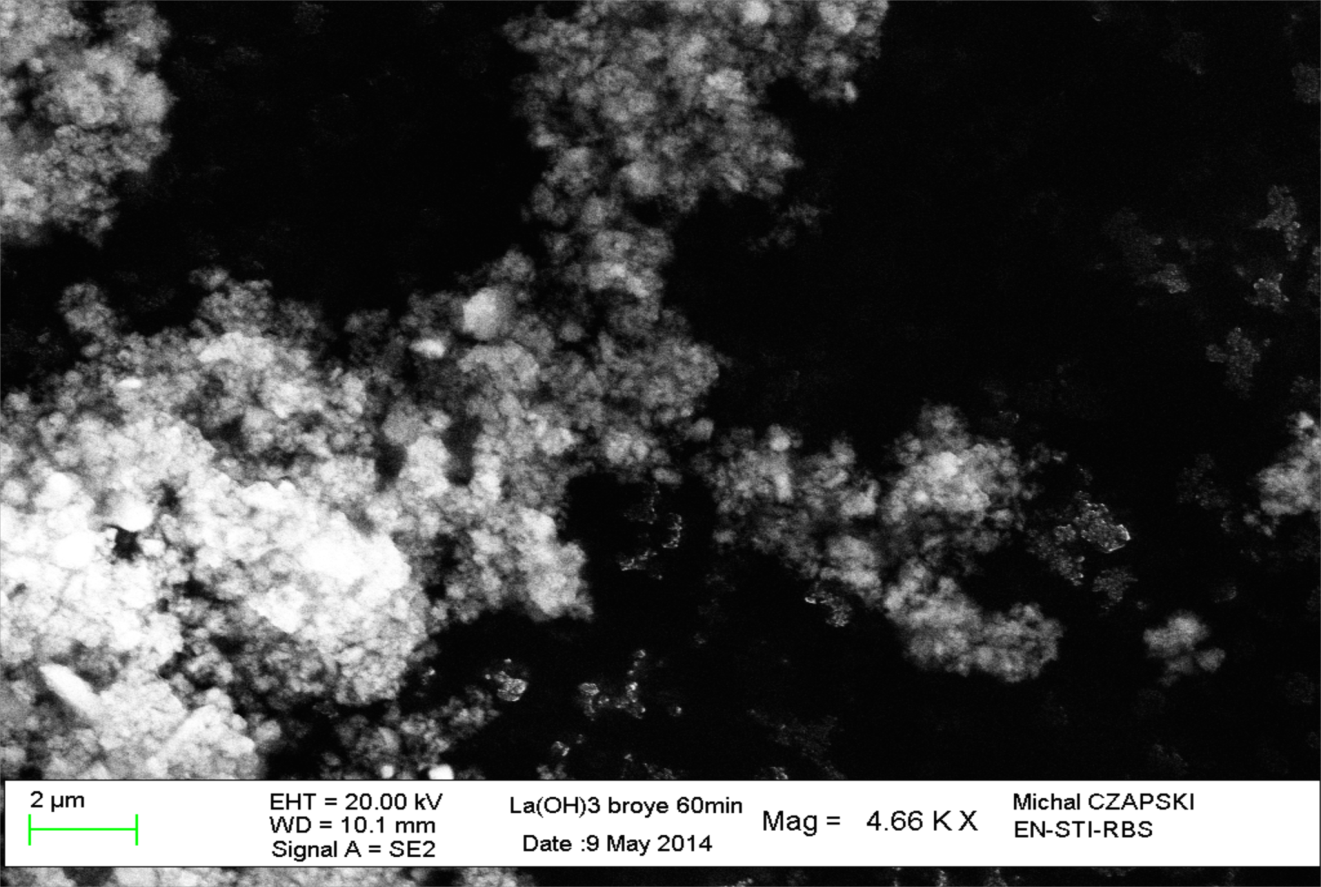 2 µm
EHT = 20.00 kV
WD = 10.1 mm
Signal A = SE2
La(OH)3 broye 60min
Date :9 May 2014
Mag = 4.66 K X
Michal CZAPSKI
EN-STI-RBS